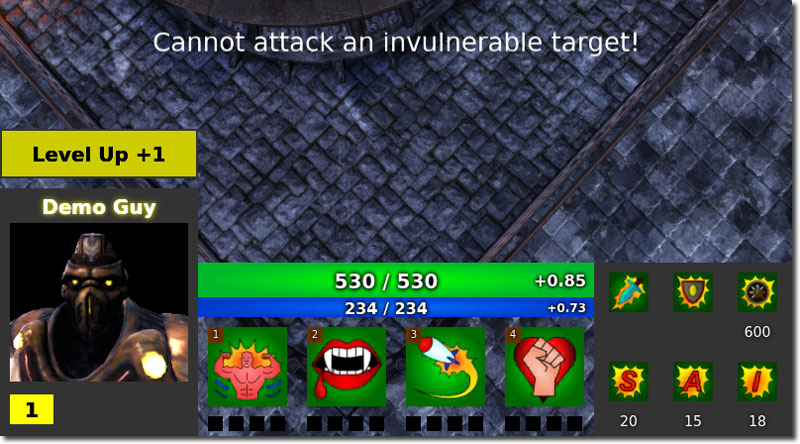 Cannot attack an invulnerable target!
Level Up +1
Demo Guy
1
530 / 530
+0.85
234 / 234
+0.73
1
2
3
4
600
S
A
I
20
15
18